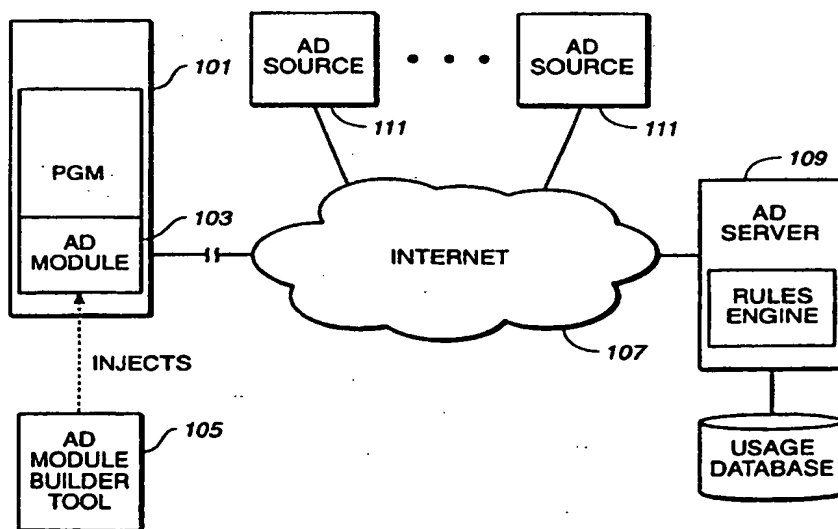 101
PGM
103
AD
MODULE
INJECTS
AD
MODULE
BUILDER
TOOL
105
AD
SOURCE
111
AD
SOURCE
111
INTERNET
107
109
AD
SERVER
RULES
ENGINE
USAGE
DATABASE